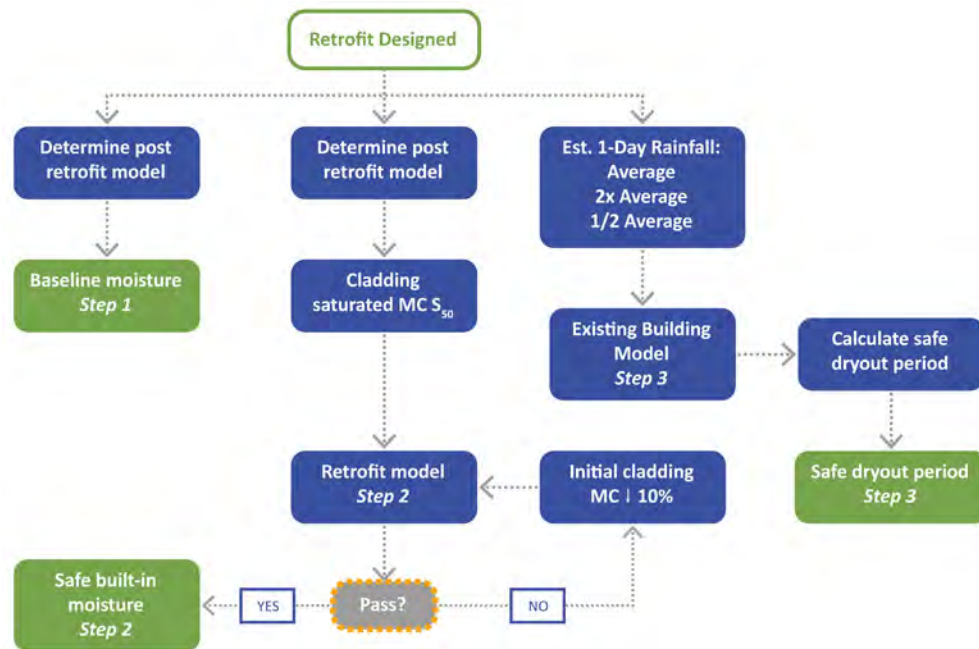 Retrofit Designed
Determine post
retrofit model
Determine post
retrofit model
Est. 1-Day Rainfall:
Average
2x Average
1/2 Average
Baseline moisture
Step 1
Cladding
saturated MC S₅₀
Existing Building
Model
Step 3
Calculate safe
dryout period
Retrofit model
Step 2
Initial cladding
MC ↓ 10%
Safe dryout period
Step 3
Safe built-in
moisture
Step 2
YES
Pass?
NO